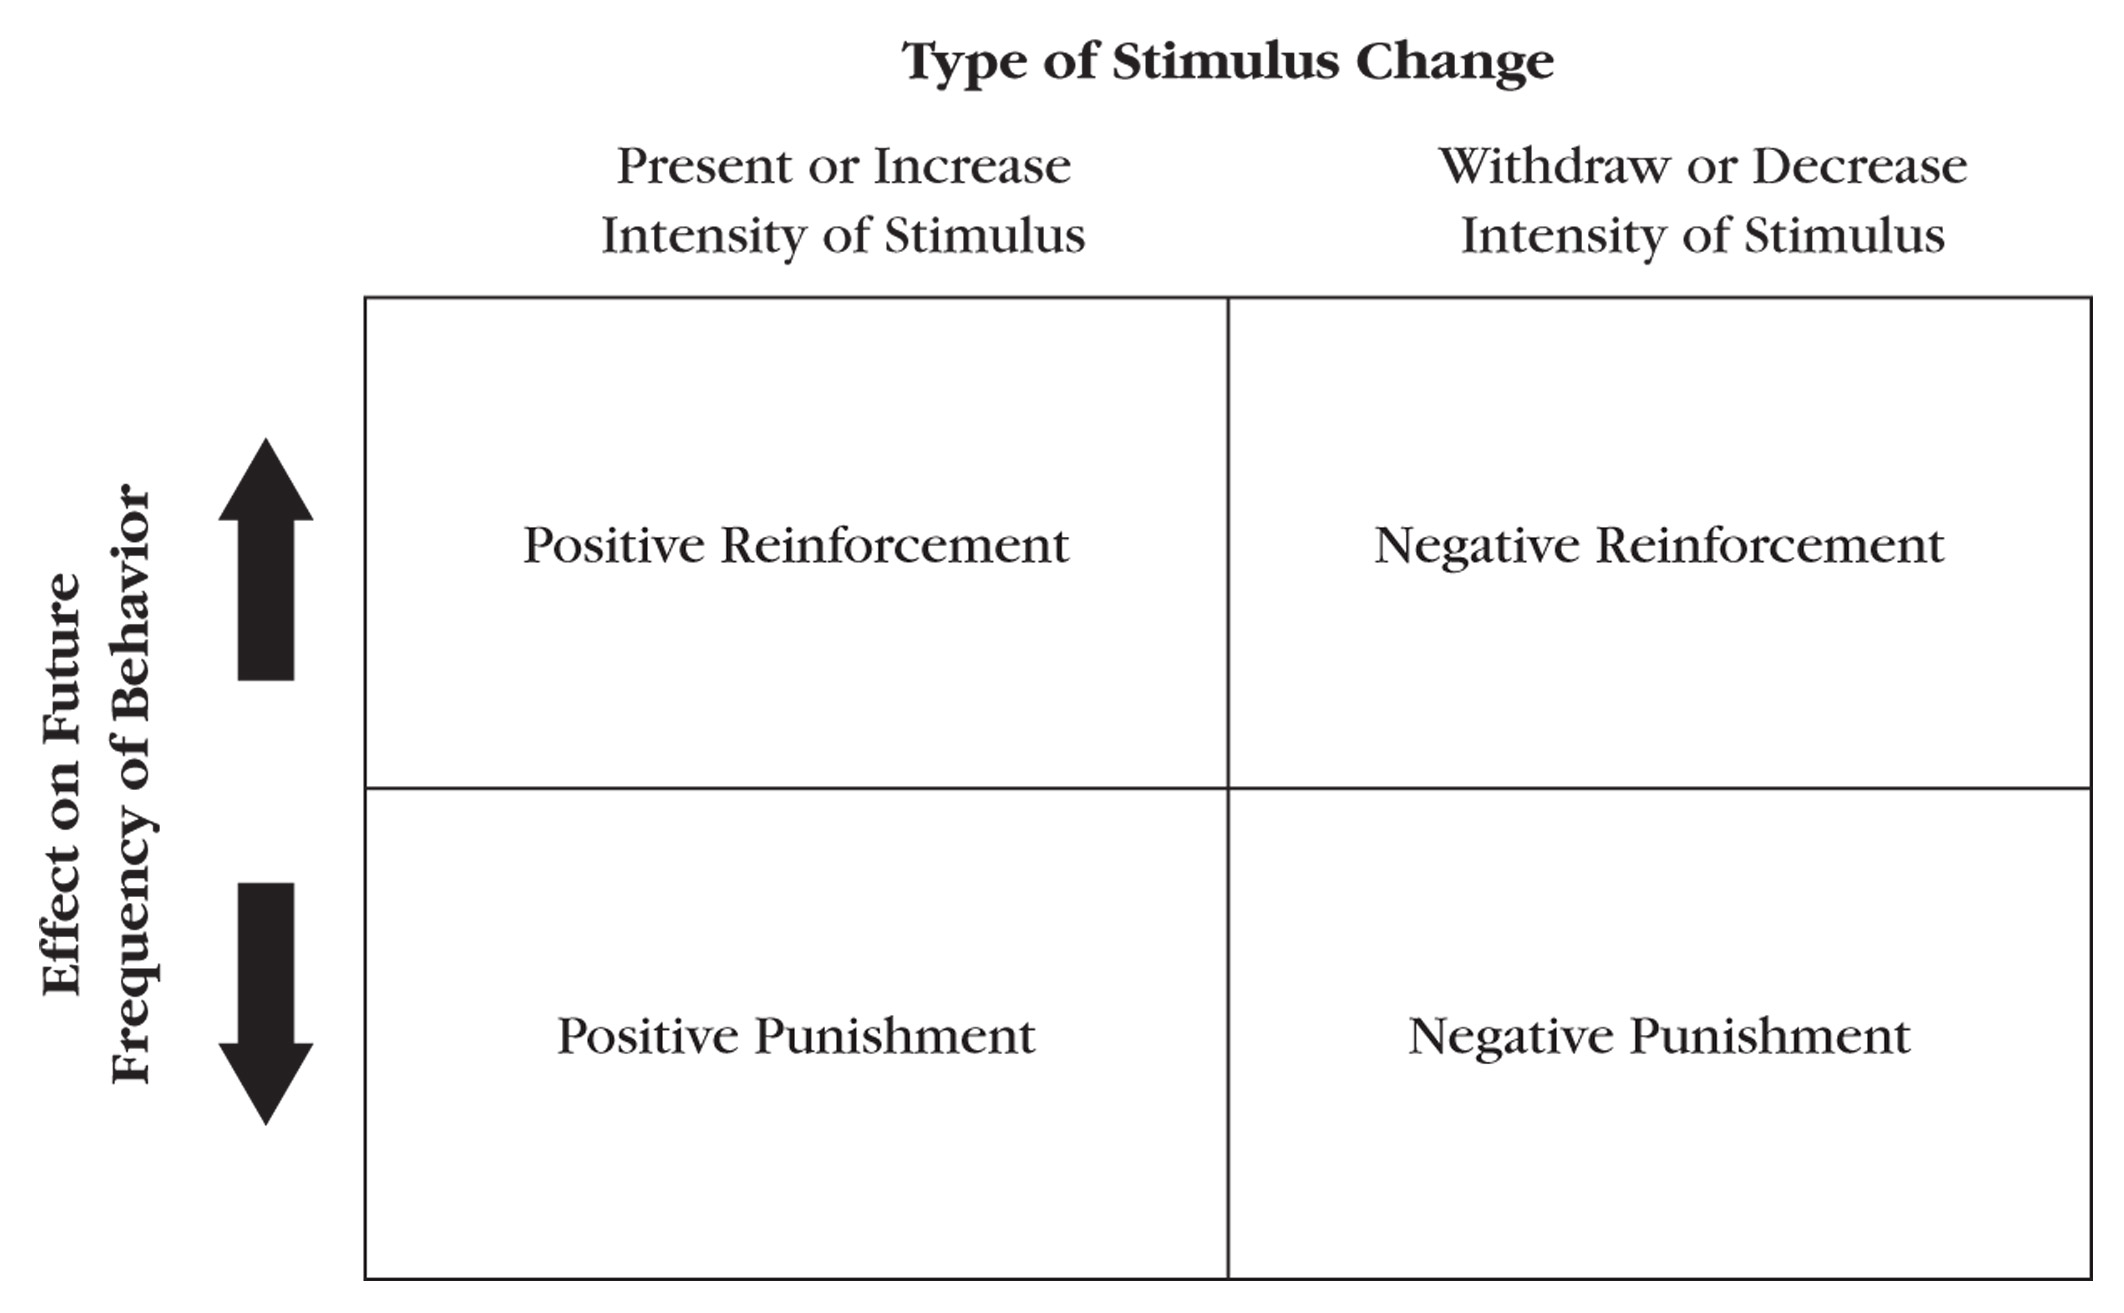 Type of Stimulus Change
Present or Increase
Intensity of Stimulus
Withdraw or Decrease
Intensity of Stimulus
Effect on Future
Frequency of Behavior
Positive Reinforcement
Negative Reinforcement
Positive Punishment
Negative Punishment